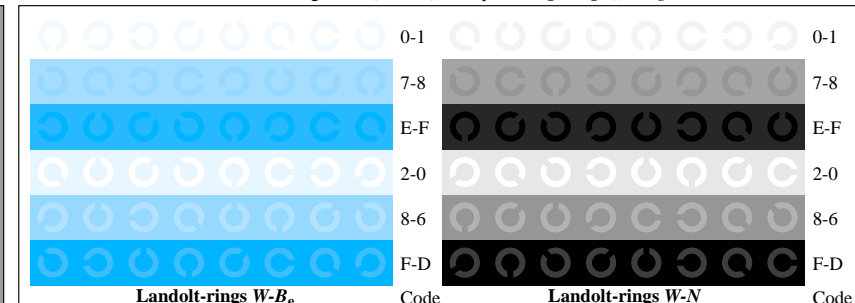 0-1 0-1
7-8 7-8
E-F E-F
2-0 2-0
8-6 8-6
F-D F-D
Landolt-rings W-Be Code Landolt-rings W-N Code